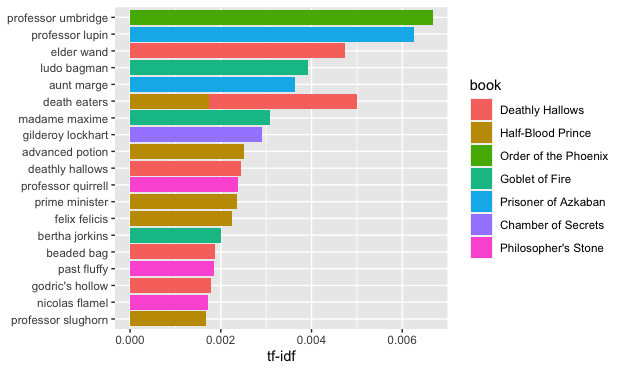 professor umbridge
professor lupin
elder wand
ludo bagman
aunt marge
death eaters
madame maxime
gilderoy lockhart
advanced potion
deathly hallows
professor quirrell
prime minister
felix felicis
bertha jorkins
beaded bag
past fluffy
godric's hollow
nicolas flamel
professor slughorn
0.000 0.002 0.004 0.006
tf-idf
book
Deathly Hallows
Half-Blood Prince
Order of the Phoenix
Goblet of Fire
Prisoner of Azkaban
Chamber of Secrets
Philosopher's Stone